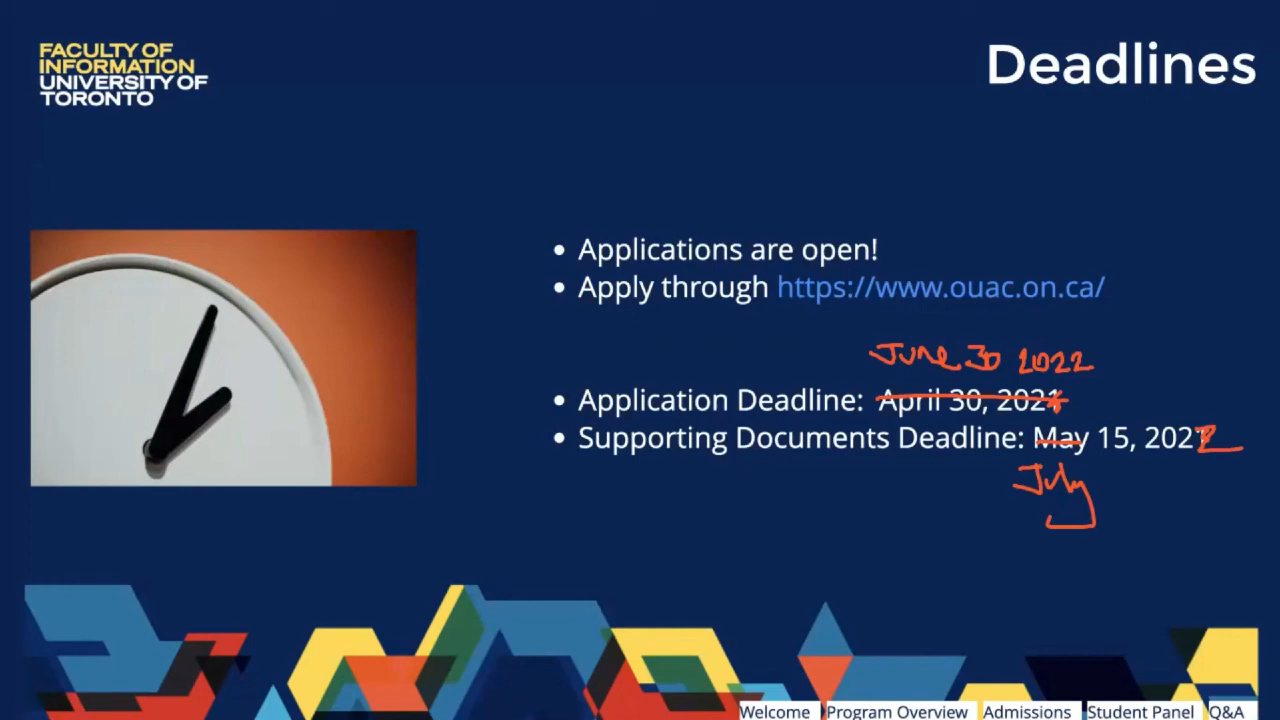 FACULTY OF
INFORMATION
UNIVERSITY OF
TORONTO
Deadlines
• Applications are open!
• Apply through https://www.ouac.on.ca/
June 30 2022
• Application Deadline: April 30, 2021
• Supporting Documents Deadline: May 15, 2022
July
Welcome Program Overview Admissions Student Panel Q&A